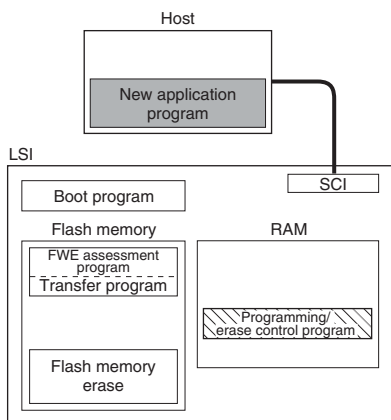 Host
New application
program
LSI
SCI
Boot program
Flash memory
RAM
FWE assessment
program
Transfer program
Programming/
erase control program
Flash memory
erase